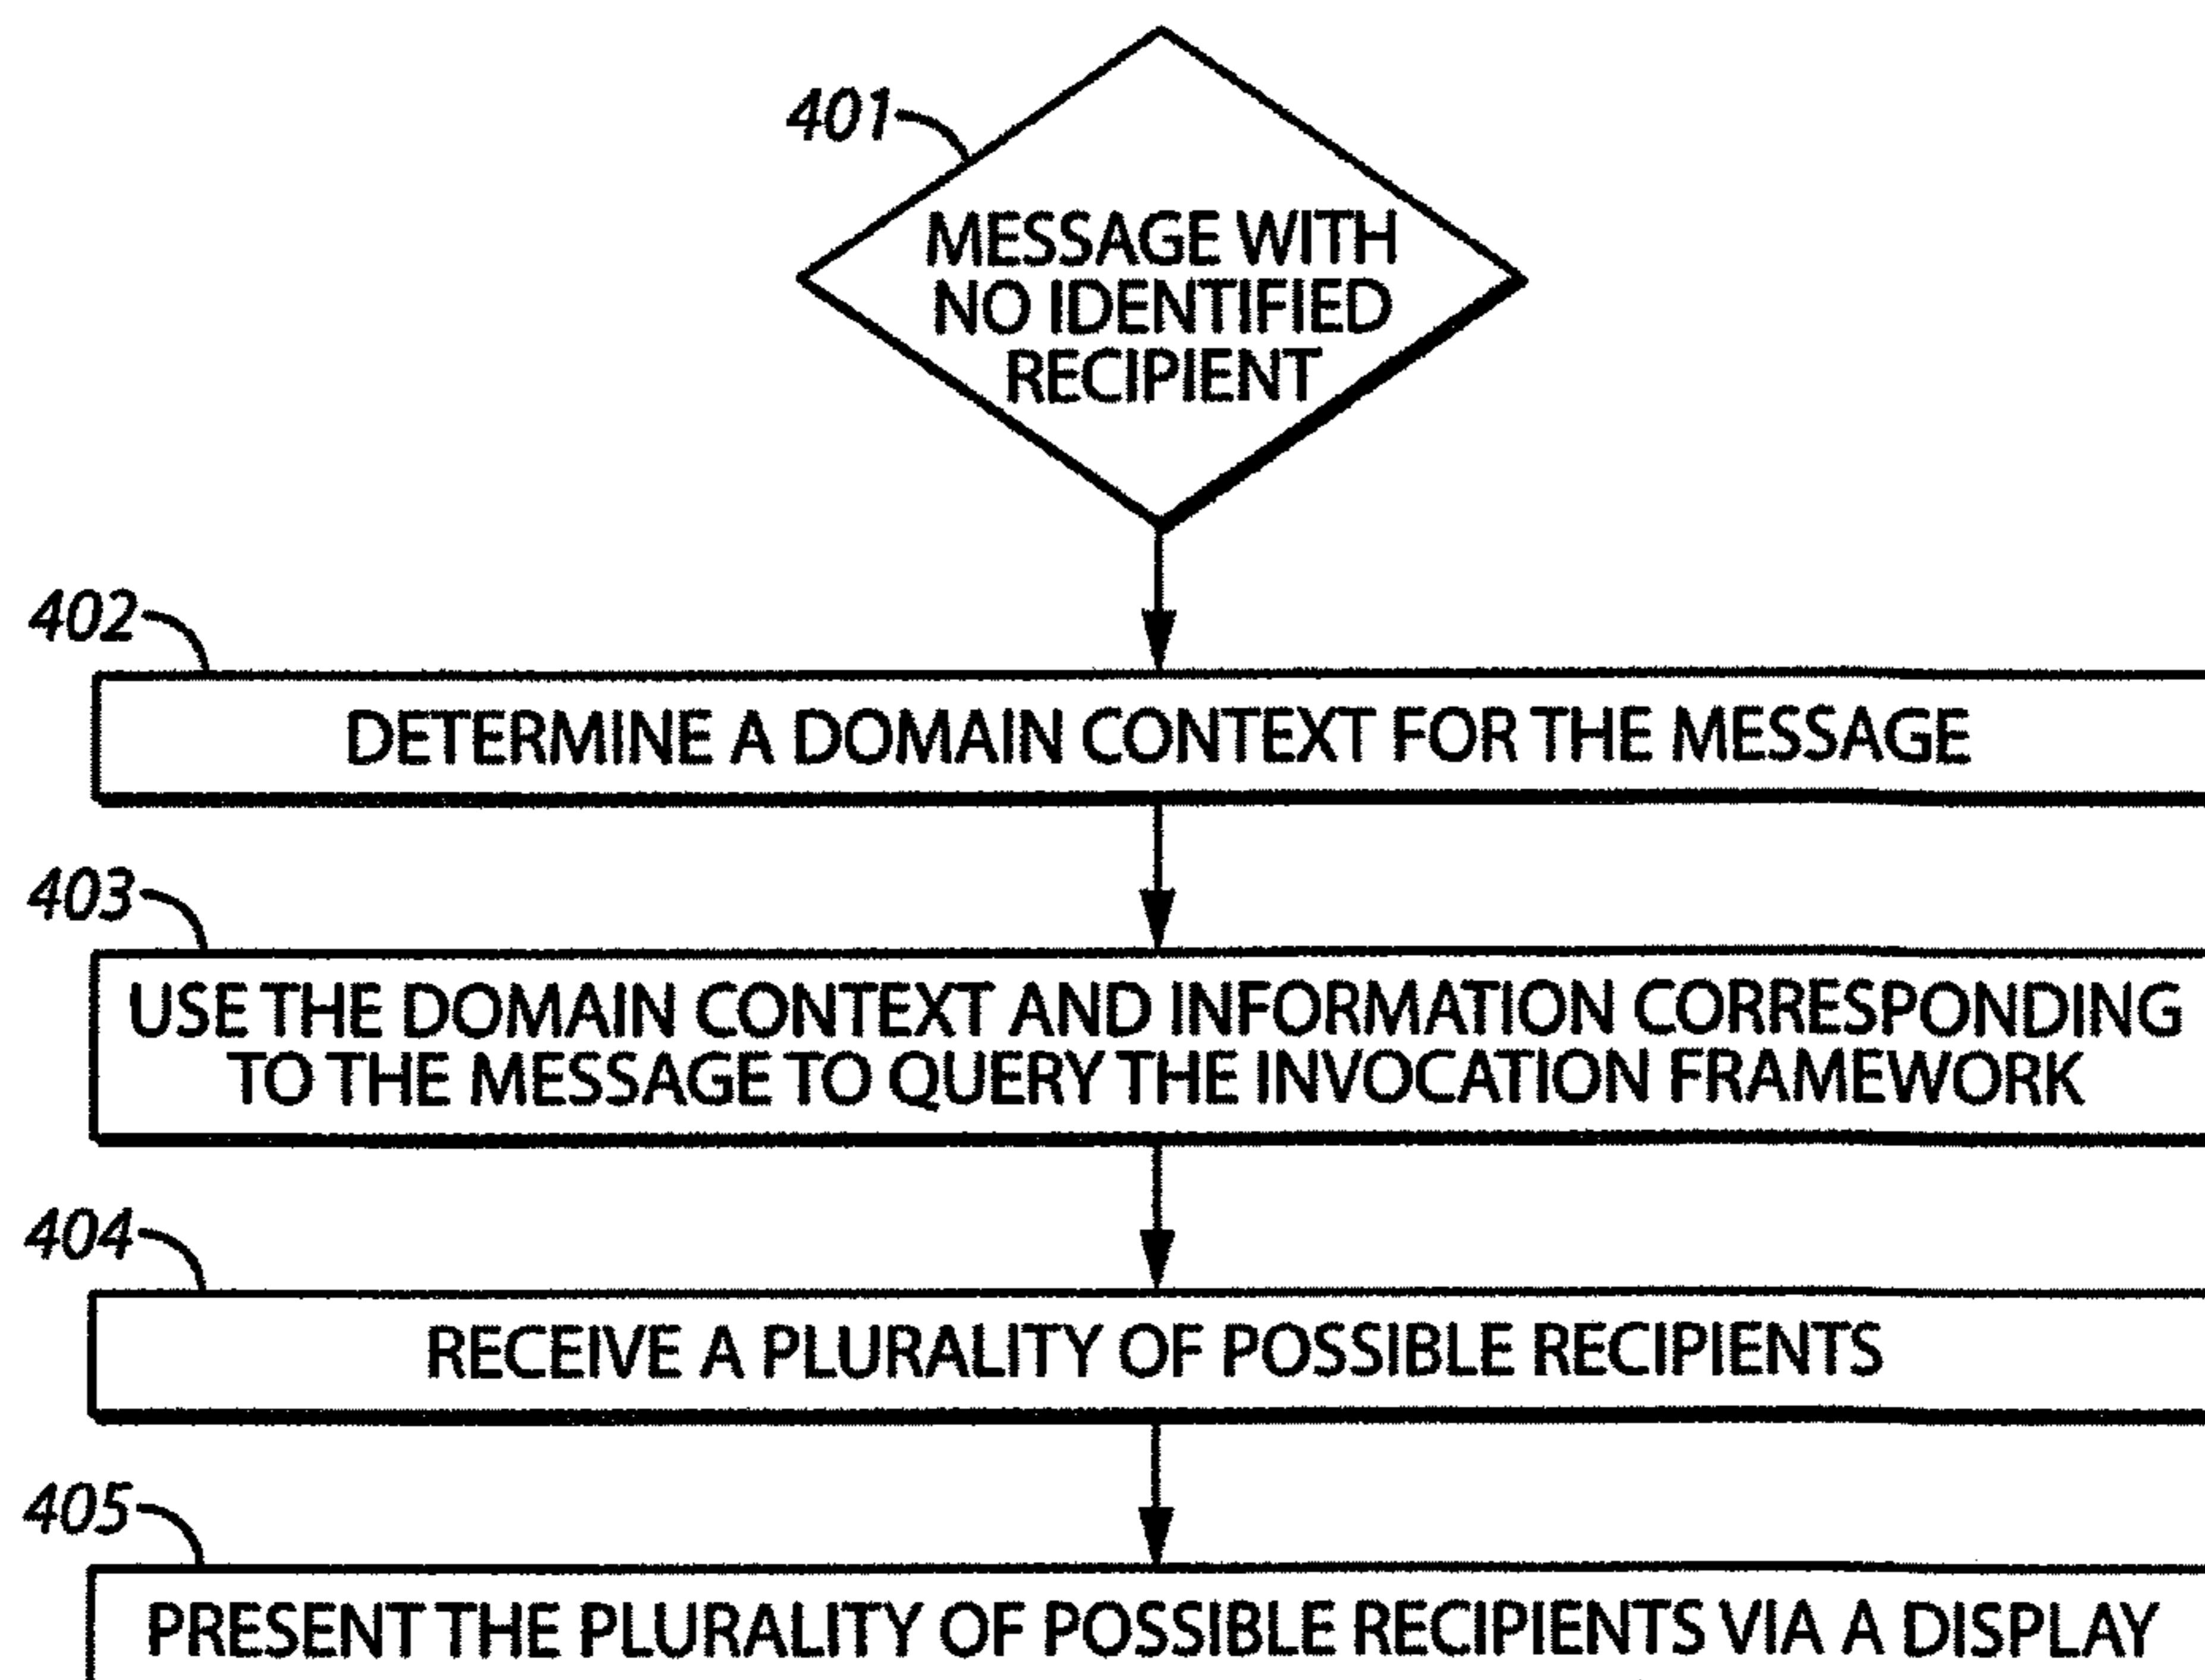 401
MESSAGE WITH
NO IDENTIFIED
RECIPIENT
402
DETERMINE A DOMAIN CONTEXT FOR THE MESSAGE
403
USE THE DOMAIN CONTEXT AND INFORMATION CORRESPONDING
TO THE MESSAGE TO QUERY THE INVOCATION FRAMEWORK
404
RECEIVE A PLURALITY OF POSSIBLE RECIPIENTS
405
PRESENT THE PLURALITY OF POSSIBLE RECIPIENTS VIA A DISPLAY